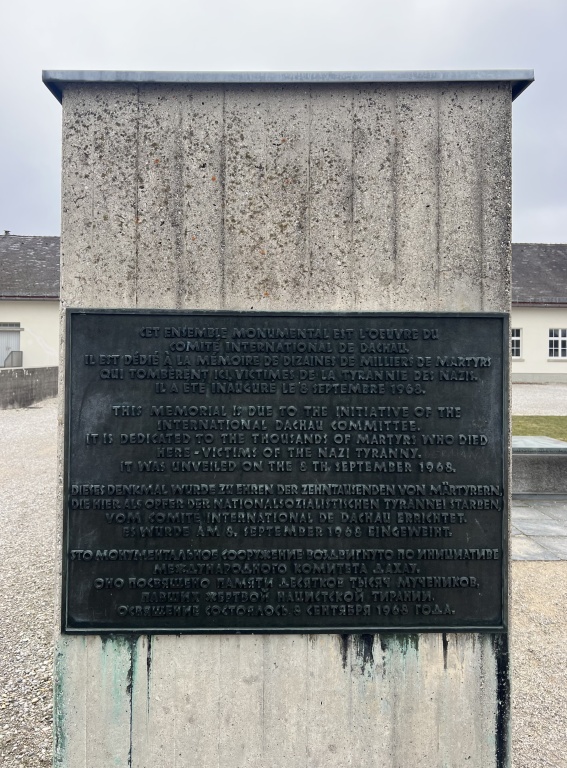 CET ENSEMBLE MONUMENTAL EST L'OEUVRE DU
COMITE INTERNATIONAL DE DACHAU.
IL EST DÉDIÉ À LA MÉMOIRE DE DIZAINES DE MILLIERS DE MARTYRS
QUI TOMBERENT ICI, VICTIMES DE LA TYRANNIE DES NAZIS.
IL A ETE INAUGURE LE 8 SEPTEMBRE 1968.
THIS MEMORIAL IS DUE TO THE INITIATIVE OF THE
INTERNATIONAL DACHAU COMMITTEE.
IT IS DEDICATED TO THE THOUSANDS OF MARTYRS WHO DIED
HERE - VICTIMS OF THE NAZI TYRANNY.
IT WAS UNVEILED ON THE 8 TH. SEPTEMBER 1968.
DIESES DENKMAL WURDE ZU EHREN DER ZEHNTAUSENDEN VON MÄRTYRERN,
DIE HIER ALS OPFER DER NATIONALSOZIALISTISCHEN TYRANNEI STARBEN,
VOM COMITE INTERNATIONAL DE DACHAU ERRICHTET.
ES WURDE AM 8. SEPTEMBER 1968 EINGEWEIHT.
ЭТО МОНУМЕНТАЛЬНОЕ СООРУЖЕНИЕ ВОЗДВИГНУТО ПО ИНИЦИАТИВЕ
МЕЖДУНАРОДНОГО КОМИТЕТА ДАХАУ.
ОНО ПОСВЯЩЕНО ПАМЯТИ ДЕСЯТКОВ ТЫСЯЧ МУЧЕНИКОВ,
ПАВШИХ ЖЕРТВОЙ НАЦИСТКОЙ ТИРАНИИ.
ОСВЯЩЕНИЕ СОСТОЯЛОСЬ 8 СЕНТЯБРЯ 1968 ГОДА.